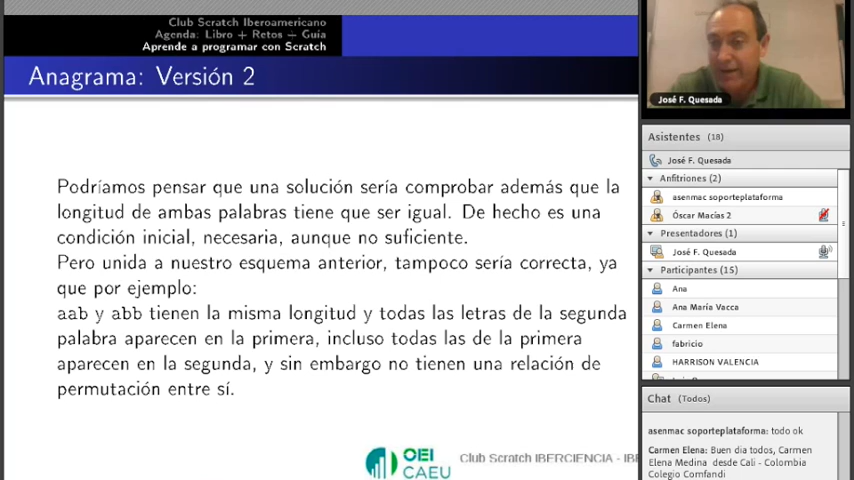 Club Scratch Iberoamericano
Agenda: Libro + Retos + Guía
Aprende a programar con Scratch
Anagrama: Versión 2
Podríamos pensar que una solución sería comprobar además que la
longitud de ambas palabras tiene que ser igual. De hecho es una
condición inicial, necesaria, aunque no suficiente.
Pero unida a nuestro esquema anterior, tampoco sería correcta, ya
que por ejemplo:
aab y abb tienen la misma longitud y todas las letras de la segunda
palabra aparecen en la primera, incluso todas las de la primera
aparecen en la segunda, y sin embargo no tienen una relación de
permutación entre sí.
OEI
CAEU
Club Scratch IBERCIENCIA - IBE
José F. Quesada
Asistentes (18)
José F. Quesada
Anfitriones (2)
asenmac soporteplataforma
Óscar Macías 2
Presentadores (1)
José F. Quesada
Participantes (15)
Ana
Ana María Vacca
Carmen Elena
fabricio
HARRISON VALENCIA
Chat (Todos)
asenmac soporteplataforma: todo ok
Carmen Elena: Buen dia todos, Carmen
Elena Medina desde Cali - Colombia
Colegio Comfandi